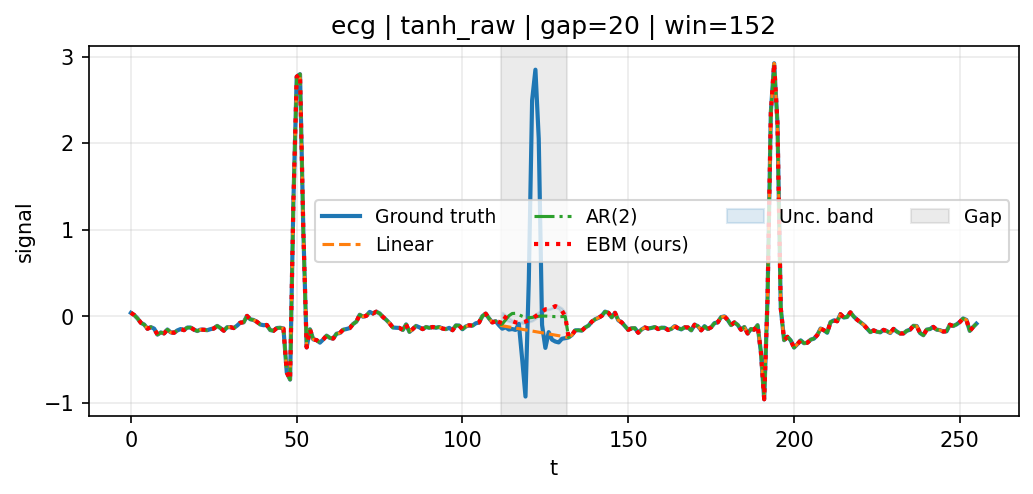 ecg | tanh_raw | gap=20 | win=152
signal
3
2
1
0
−1
Ground truth
Linear
AR(2)
EBM (ours)
Unc. band
Gap
0
50
100
150
200
250
t